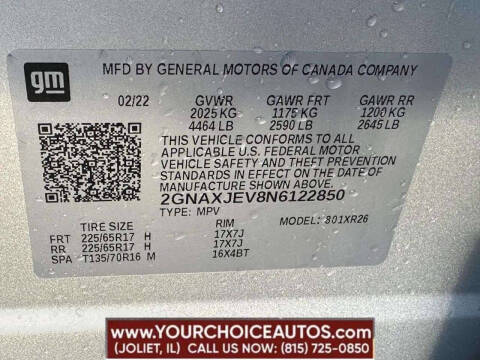 gm
MFD BY GENERAL MOTORS OF CANADA COMPANY
02/22 GVWR GAWR FRT GAWR RR
2025 KG 1175 KG 1200 KG
4464 LB 2590 LB 2645 LB
THIS VEHICLE CONFORMS TO ALL
APPLICABLE U.S. FEDERAL MOTOR
VEHICLE SAFETY AND THEFT PREVENTION
STANDARDS IN EFFECT ON THE DATE OF
MANUFACTURE SHOWN ABOVE.
2GNAXJEV8N6122850
TYPE: MPV MODEL: 801XR26
TIRE SIZE RIM
FRT 225/65R17 H 17X7J
RR 225/65R17 H 17X7J
SPA T135/70R16 M 16X4BT
WWW.YOURCHOICEAUTOS.COM
(JOLIET, IL) CALL US NOW: (815) 725-0850